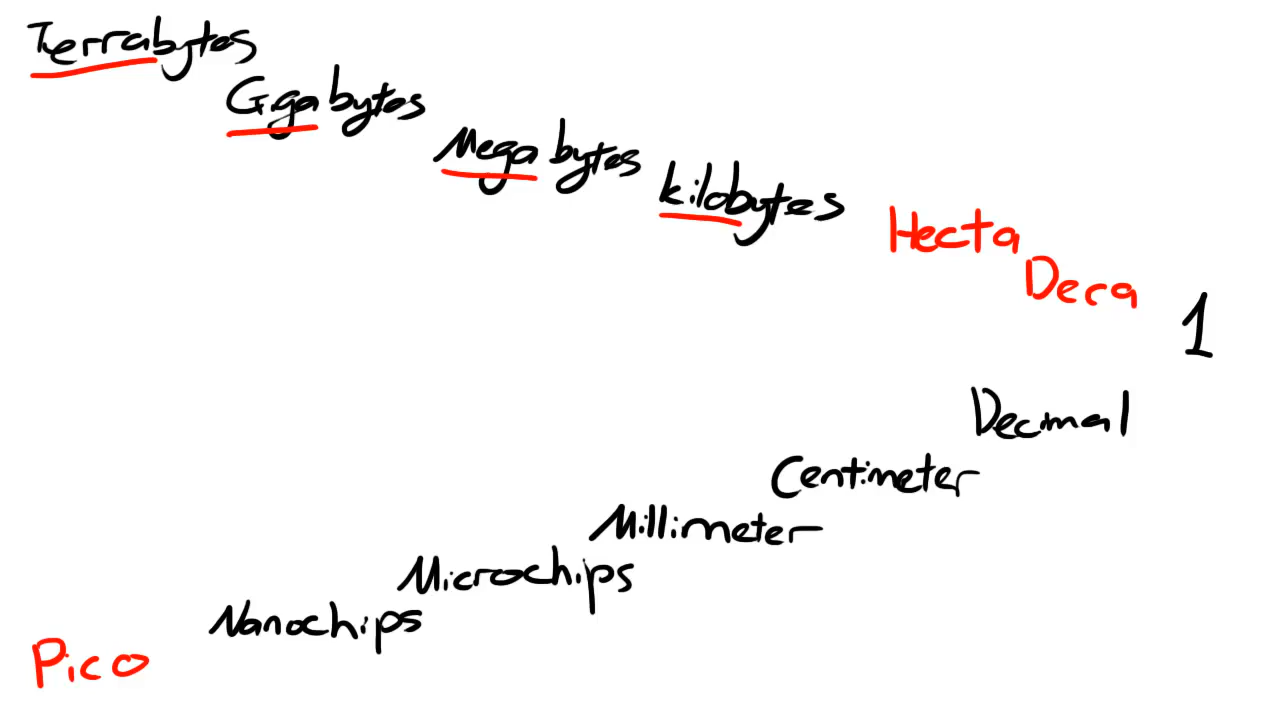 Terrabytes
Gigabytes
Megabytes
kilobytes
Hecta
Deca
1
Decimal
Centimeter
Millimeter
Microchips
Nanochips
Pico